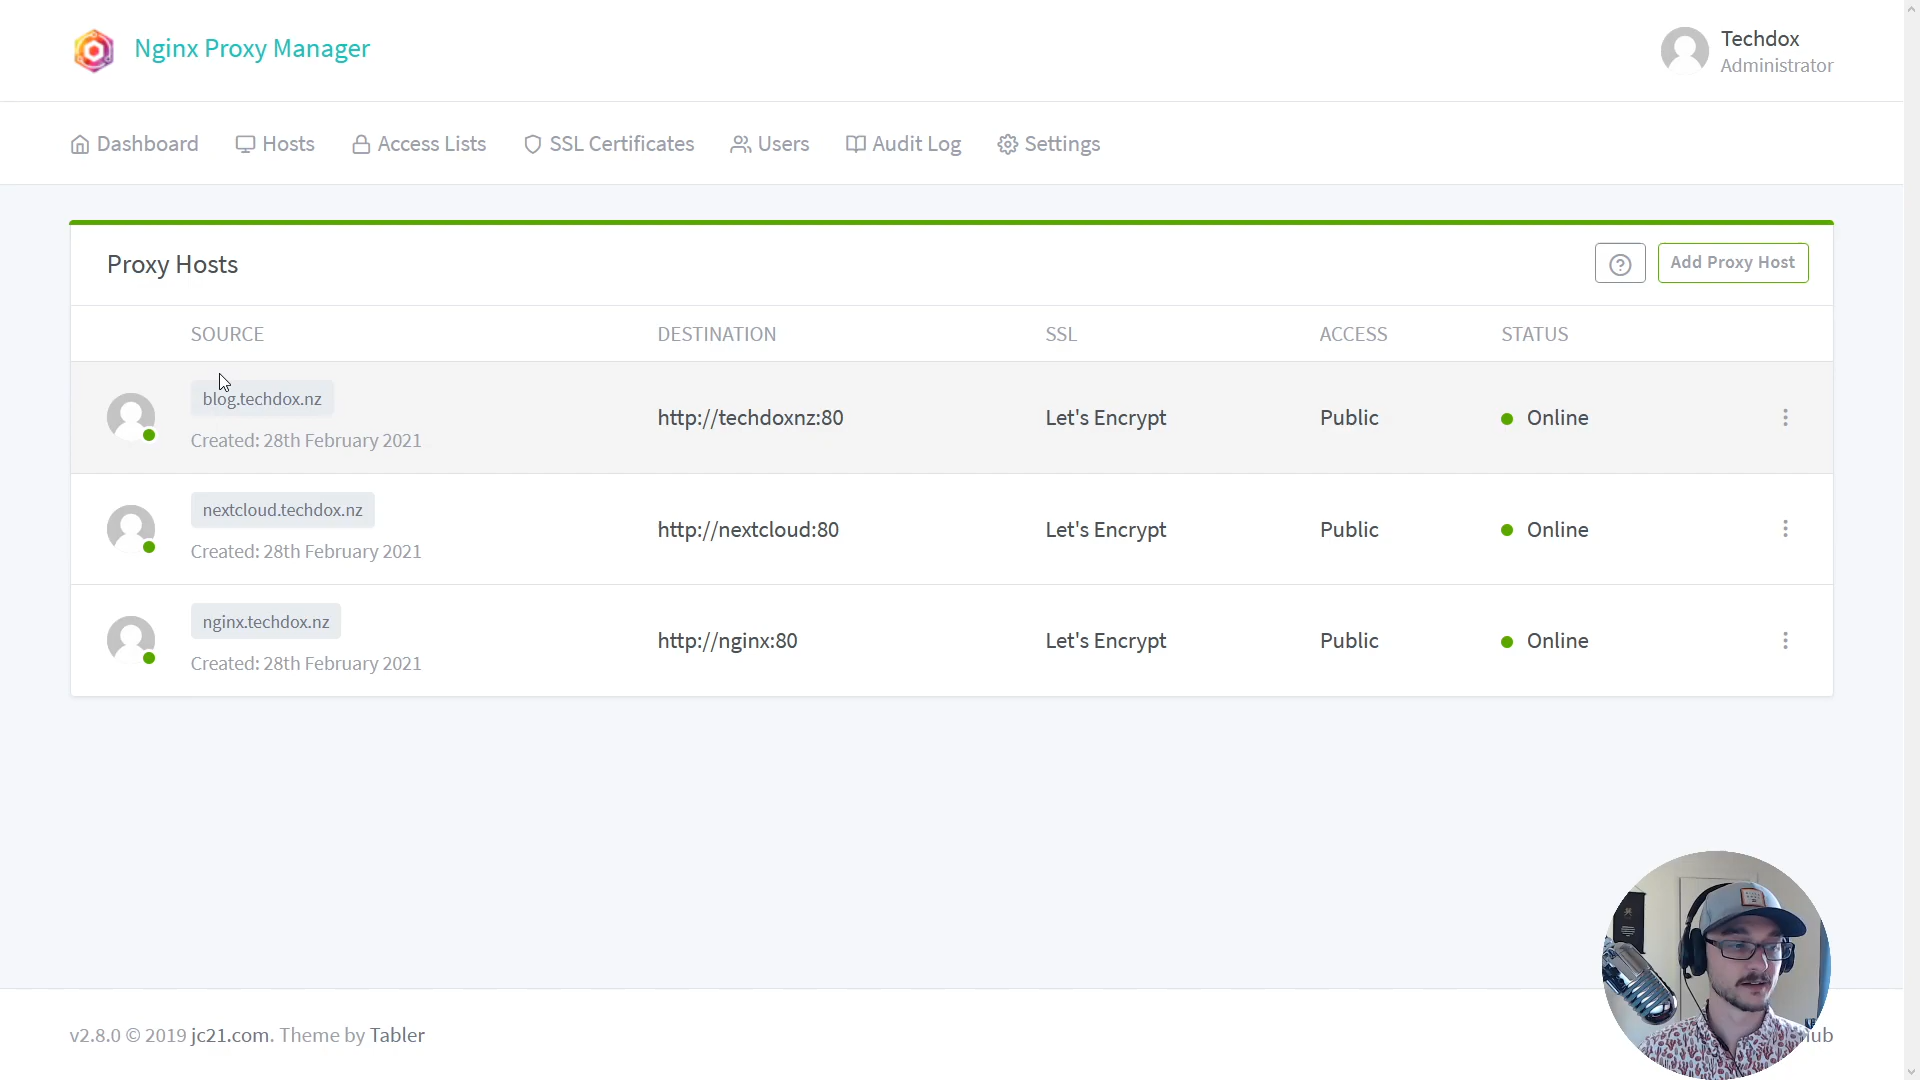 Nginx Proxy Manager
Techdox
Administrator
Dashboard Hosts Access Lists SSL Certificates Users Audit Log Settings
Proxy Hosts
Add Proxy Host
SOURCE DESTINATION SSL ACCESS STATUS
blog.techdox.nz
Created: 28th February 2021
http://techdoxnz:80 Let's Encrypt Public Online
nextcloud.techdox.nz
Created: 28th February 2021
http://nextcloud:80 Let's Encrypt Public Online
nginx.techdox.nz
Created: 28th February 2021
http://nginx:80 Let's Encrypt Public Online
v2.8.0 © 2019 jc21.com. Theme by Tabler